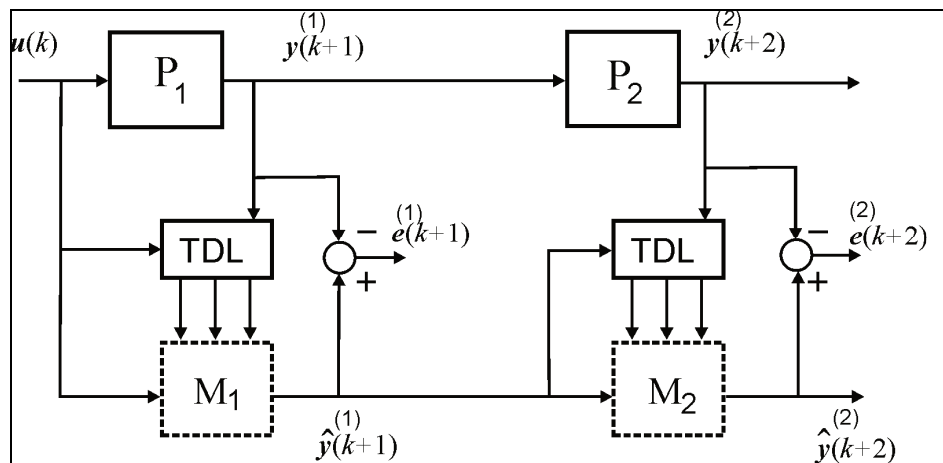 u(k)
(1)
y(k+1)
(2)
y(k+2)
P1
P2
TDL
−
+
(1)
e(k+1)
TDL
−
+
(2)
e(k+2)
M1
M2
(1)
ŷ(k+1)
(2)
ŷ(k+2)